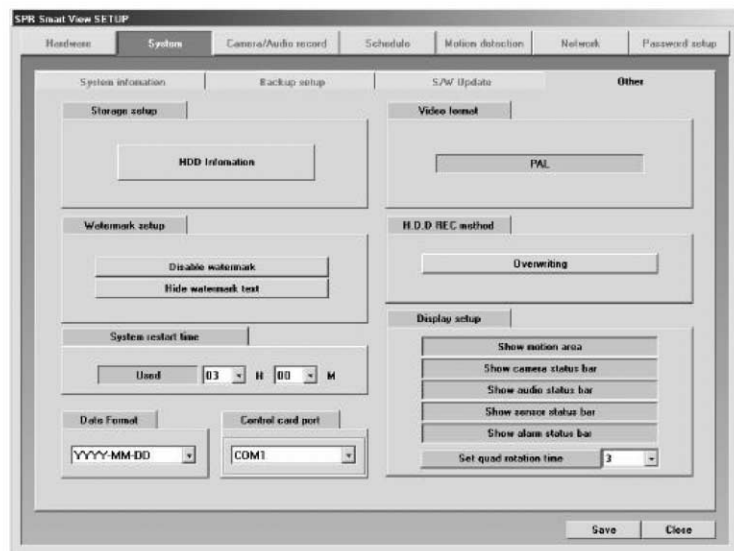 SPR Smart View SETUP
Hardware System Camera/Audio record Schedule Motion detection Network Password setup
System infomation Backup setup S/W Update Other
Storage setup
HDD Infomation
Video format
PAL
Watermark setup
Disable watermark
Hide watermark text
H.D.D REC method
Overwriting
System restart time
Used 03 H 00 M
Display setup
Show motion area
Show camera status bar
Show audio status bar
Show sensor status bar
Show alarm status bar
Set quad rotation time 3
Date Format
YYYY-MM-DD
Control card port
COM1
Save Close